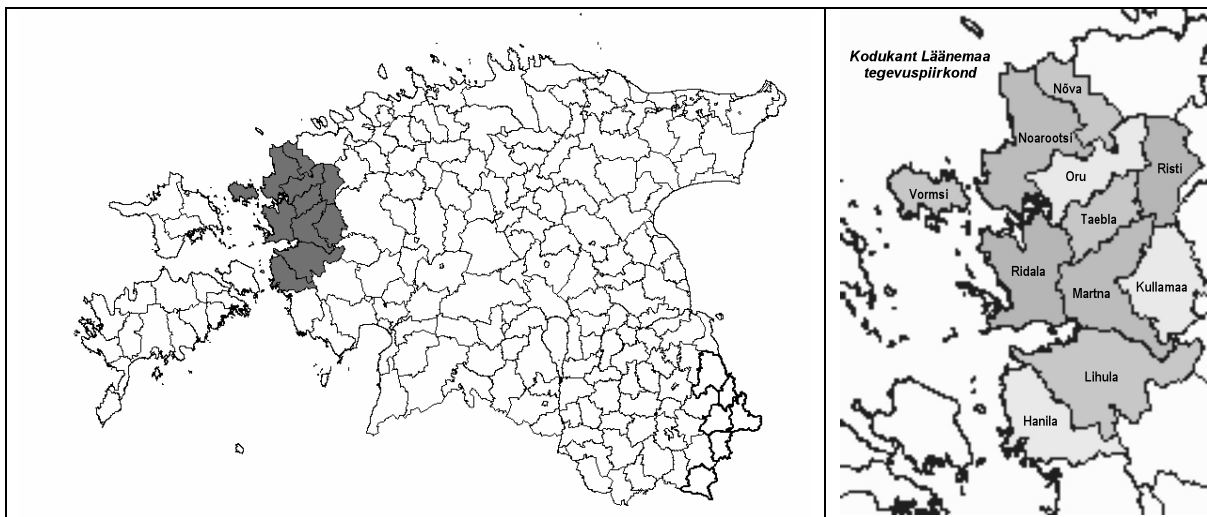 Kodukant Läänemaa
tegevuspiirkond
Nõva
Noarootsi
Risti
Oru
Vormsi
Taebla
Ridala
Martna
Kullamaa
Lihula
Hanila